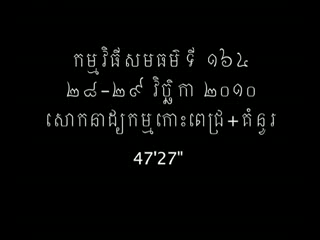 កម្មវិធីសមធម៌ ទី ១៦៤
២៨-២៩ វិច្ឆិកា ២០១០
សោកនាដ្យកម្មកោះពេជ្រ+គំនូរ
47'27"